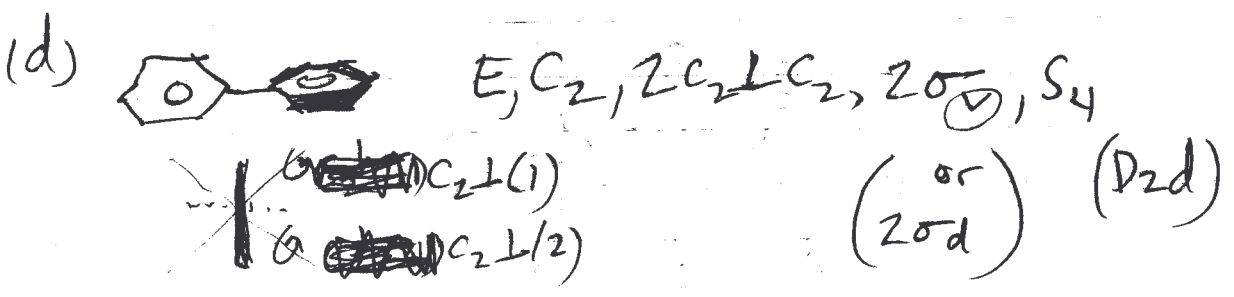 (d) E, C₂, 2C₂⊥C₂, 2σᵥ, S₄
C₂⊥(1) (or 2σd) (D2d)
C₂⊥(2)